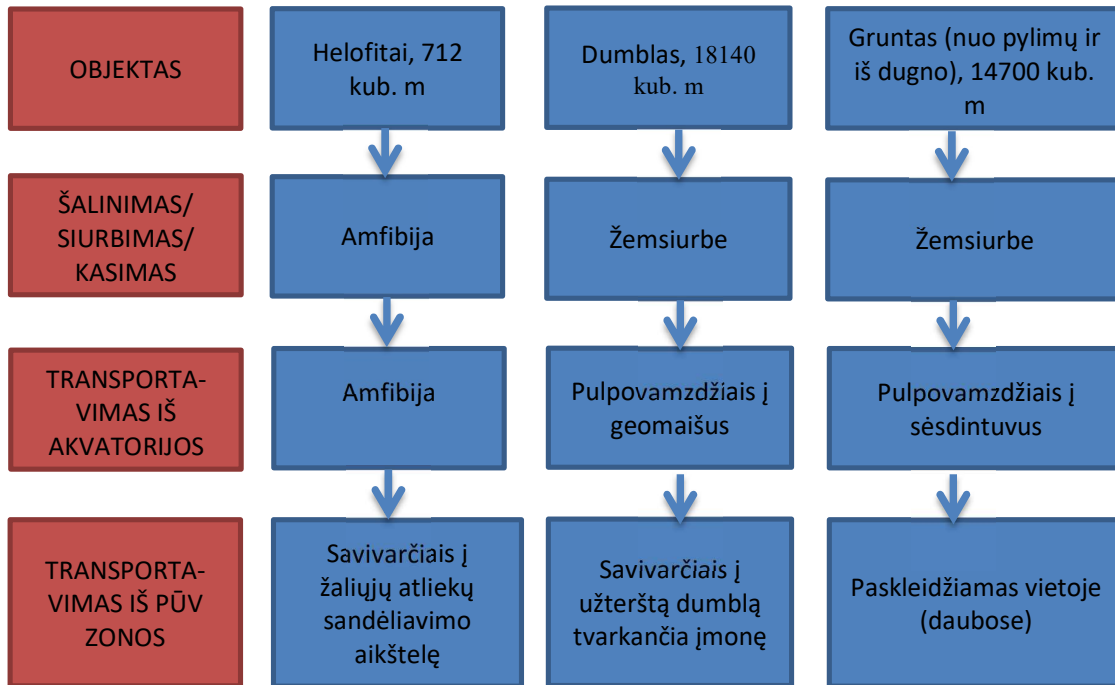 OBJEKTAS
Helofitai, 712
kub. m
Dumblas, 18140
kub. m
Gruntas (nuo pylimų ir
iš dugno), 14700 kub.
m
ŠALINIMAS/
SIURBIMAS/
KASIMAS
Amfibija
Žemsiurbe
Žemsiurbe
TRANSPORTA-
VIMAS IŠ
AKVATORIJOS
Amfibija
Pulpovamzdžiais į
geomaišus
Pulpovamzdžiais į
sėsdintuvus
TRANSPORTA-
VIMAS IŠ PŪV
ZONOS
Savivarčiais į
žaliųjų atliekų
sandėliavimo
aikštelę
Savivarčiais į
užterštą dumblą
tvarkančia įmonę
Paskleidžiamas vietoje
(daubose)